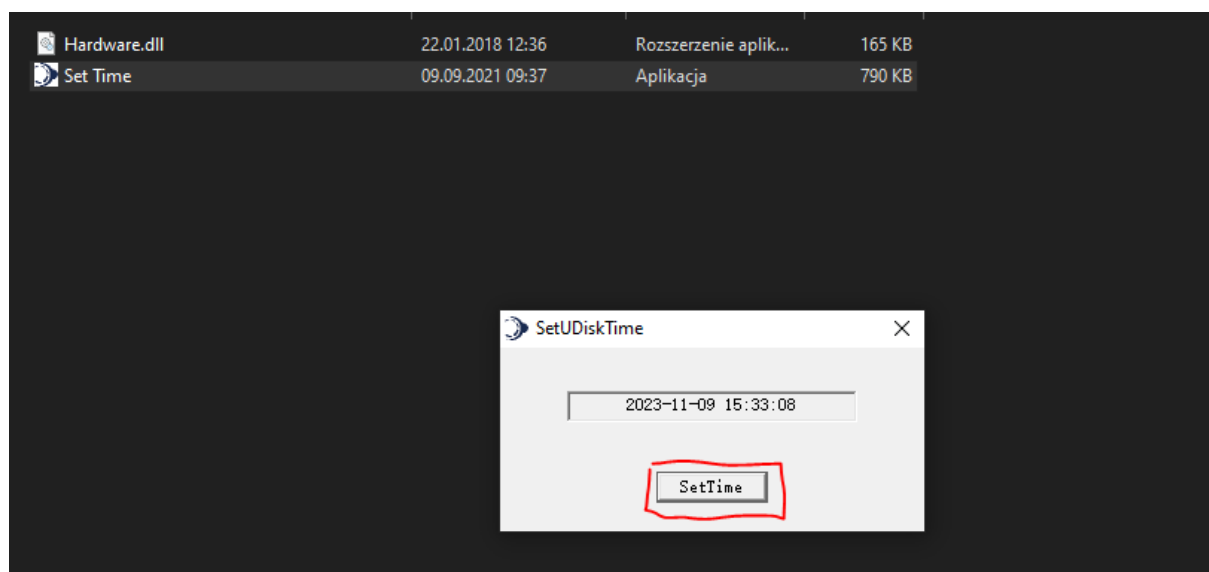 Hardware.dll 22.01.2018 12:36 Rozszerzenie aplik... 165 KB
Set Time 09.09.2021 09:37 Aplikacja 790 KB
SetUDiskTime
2023-11-09 15:33:08
SetTime